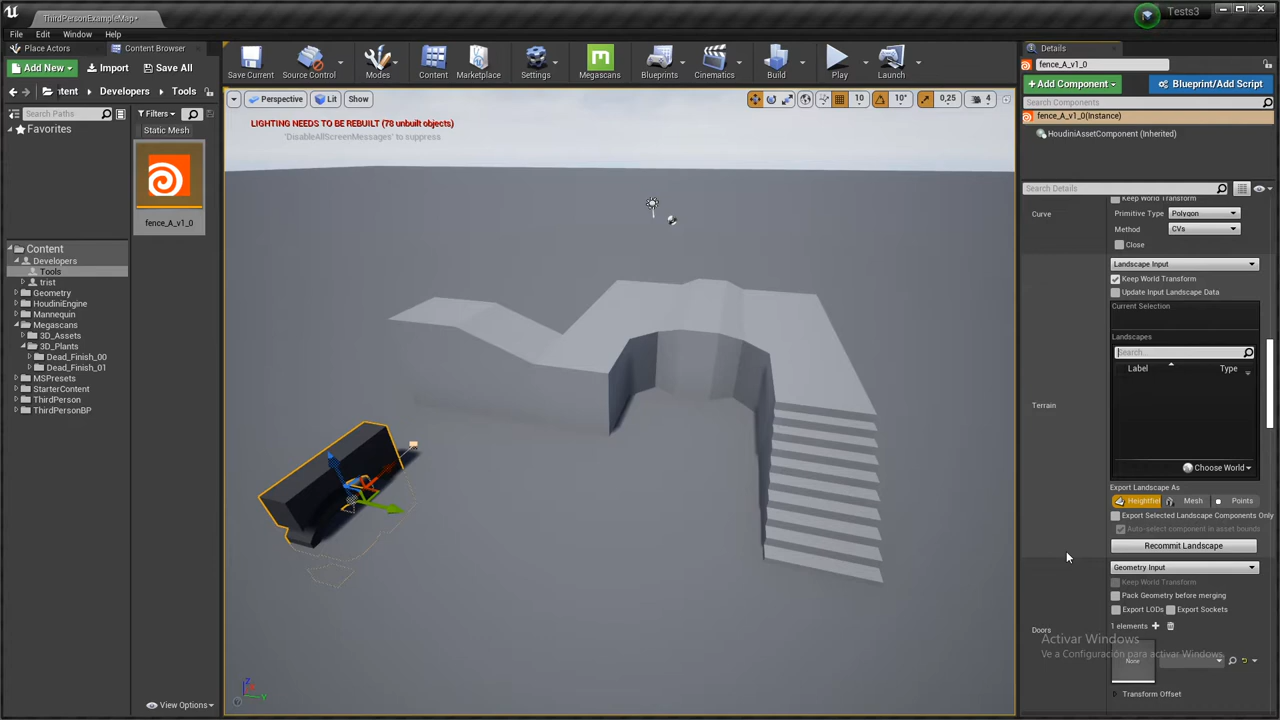 ThirdPersonExampleMap*
Tests3
File Edit Window Help
Place Actors
Content Browser
Add New
Import
Save All
Save Current
Source Control
Modes
Content
Marketplace
Settings
Megascans
Blueprints
Cinematics
Build
Play
Launch
ntent
Developers
Tools
Search Paths
Filters
Favorites
Static Mesh
fence_A_v1_0
Content
Developers
Tools
trist
Geometry
HoudiniEngine
Mannequin
Megascans
3D_Assets
3D_Plants
Dead_Finish_00
Dead_Finish_01
MSPresets
StarterContent
ThirdPerson
ThirdPersonBP
View Options
Perspective
Lit
Show
10
10°
0,25
4
LIGHTING NEEDS TO BE REBUILT (78 unbuilt objects)
'DisableAllScreenMessages' to suppress
Details
fence_A_v1_0
+ Add Component
Blueprint/Add Script
Search Components
fence_A_v1_0(Instance)
HoudiniAssetComponent (Inherited)
Search Details
Keep World Transform
Curve
Primitive Type Polygon
Method CVs
Close
Landscape Input
Keep World Transform
Update Input Landscape Data
Current Selection
Landscapes
Search...
Label Type
Terrain
Choose World
Export Landscape As
Heightfiel Mesh Points
Export Selected Landscape Components Only
Auto-select component in asset bounds
Recommit Landscape
Geometry Input
Keep World Transform
Pack Geometry before merging
Export LODs Export Sockets
1 elements
Doors
Activar Windows
Ve a Configuración para activar Windows.
None
Transform Offset